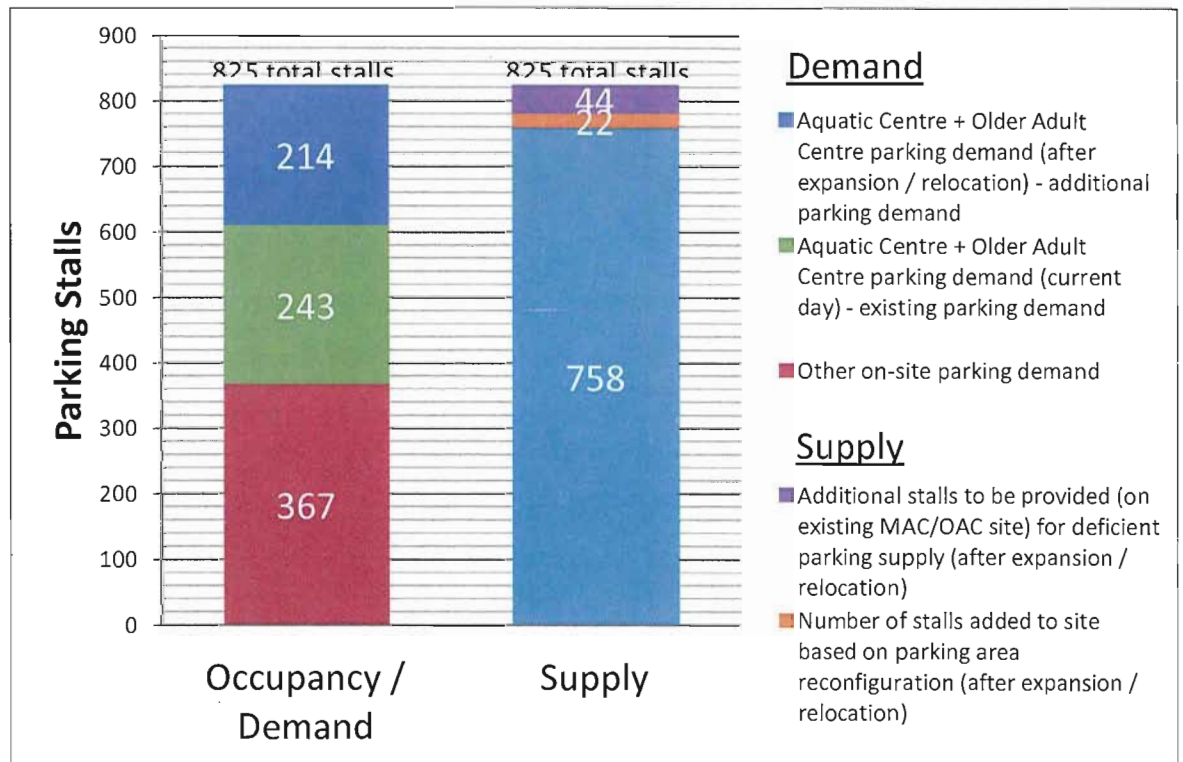 900
800
700
600
500
400
300
200
100
0
Parking Stalls
825 total stalls
214
243
367
825 total stalls
44
22
758
Occupancy /
Demand
Supply
Demand
Aquatic Centre + Older Adult
Centre parking demand (after
expansion / relocation) - additional
parking demand
Aquatic Centre + Older Adult
Centre parking demand (current
day) - existing parking demand
Other on-site parking demand
Supply
Additional stalls to be provided (on
existing MAC/OAC site) for deficient
parking supply (after expansion /
relocation)
Number of stalls added to site
based on parking area
reconfiguration (after expansion /
relocation)